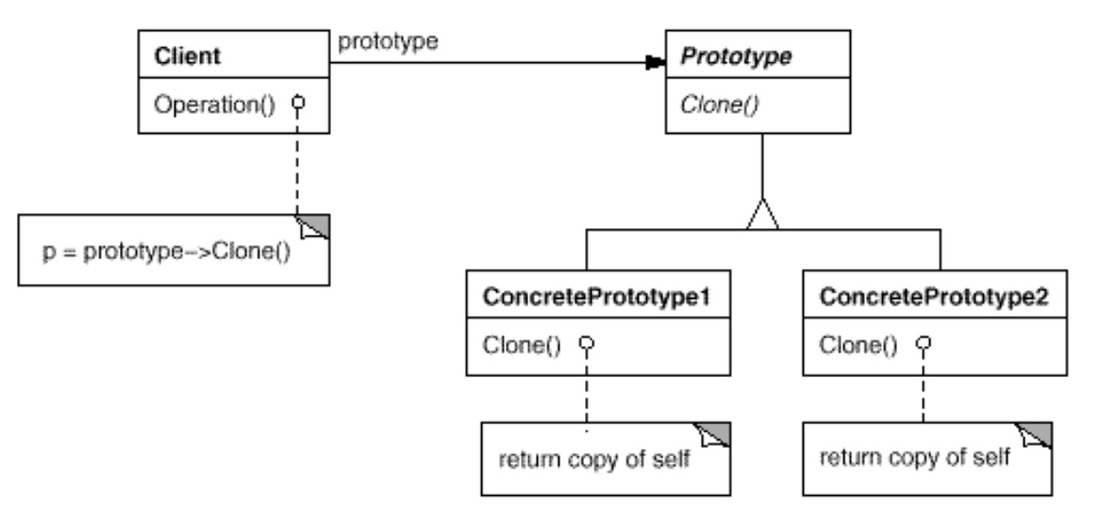 Client
prototype
Prototype
Operation()
Clone()
p = prototype–>Clone()
ConcretePrototype1
ConcretePrototype2
Clone()
Clone()
return copy of self
return copy of self